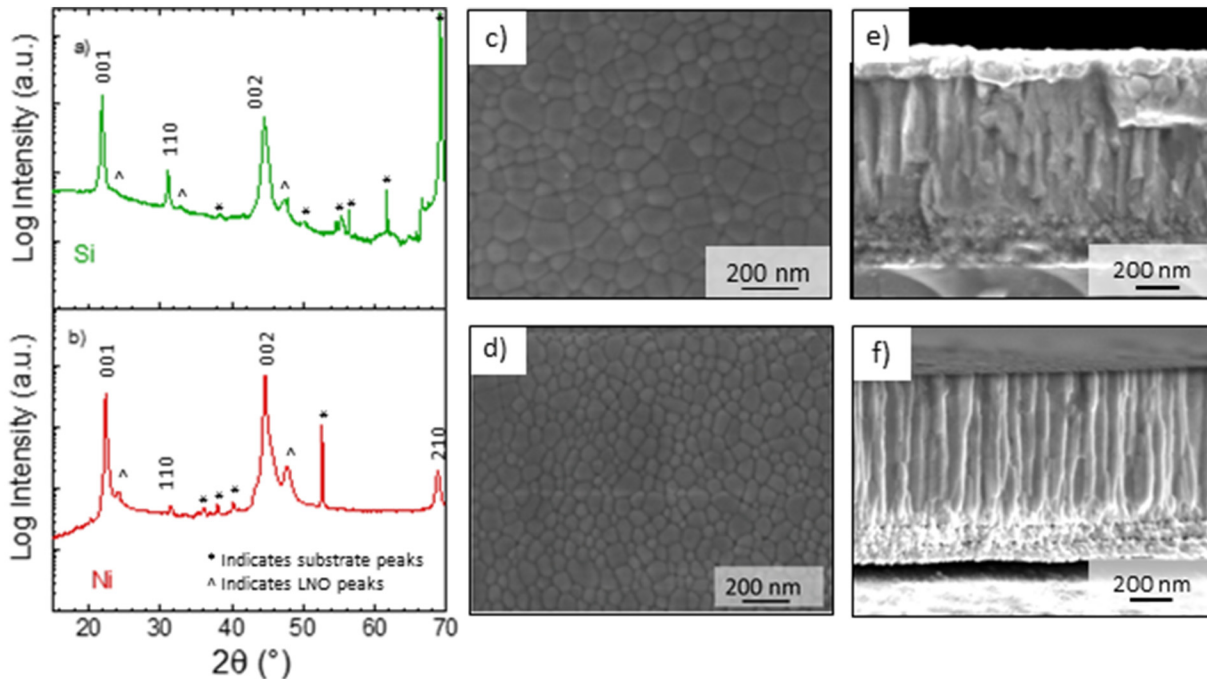 Log Intensity (a.u.)
a)
001
^
110
^
*
002
^
*
*
*
*
*
Si
Log Intensity (a.u.)
b)
001
^
110
*
*
*
002
^
*
210
* Indicates substrate peaks
^ Indicates LNO peaks
Ni
20 30 40 50 60 70
2θ (°)
c)
200 nm
d)
200 nm
e)
200 nm
f)
200 nm